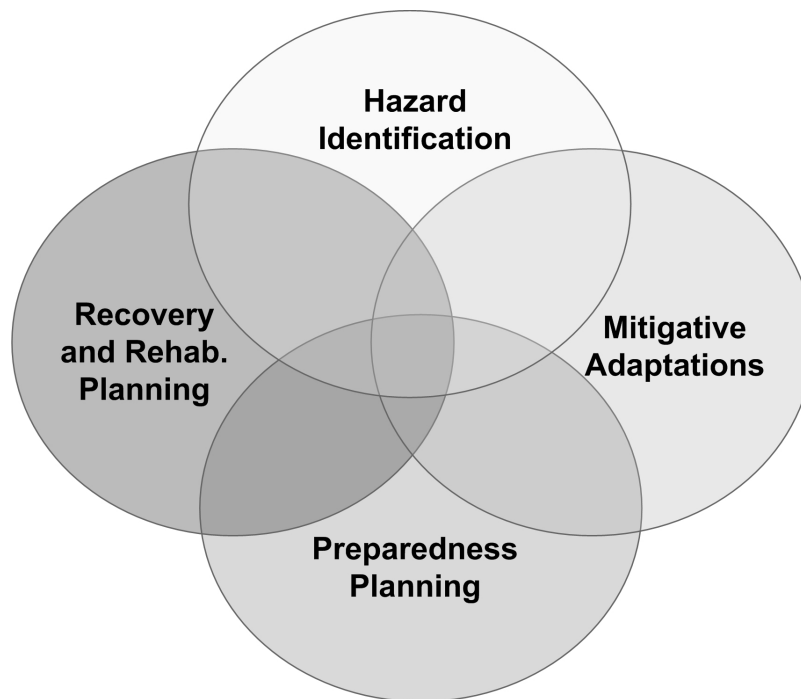 Hazard
Identification
Recovery
and Rehab.
Planning
Mitigative
Adaptations
Preparedness
Planning